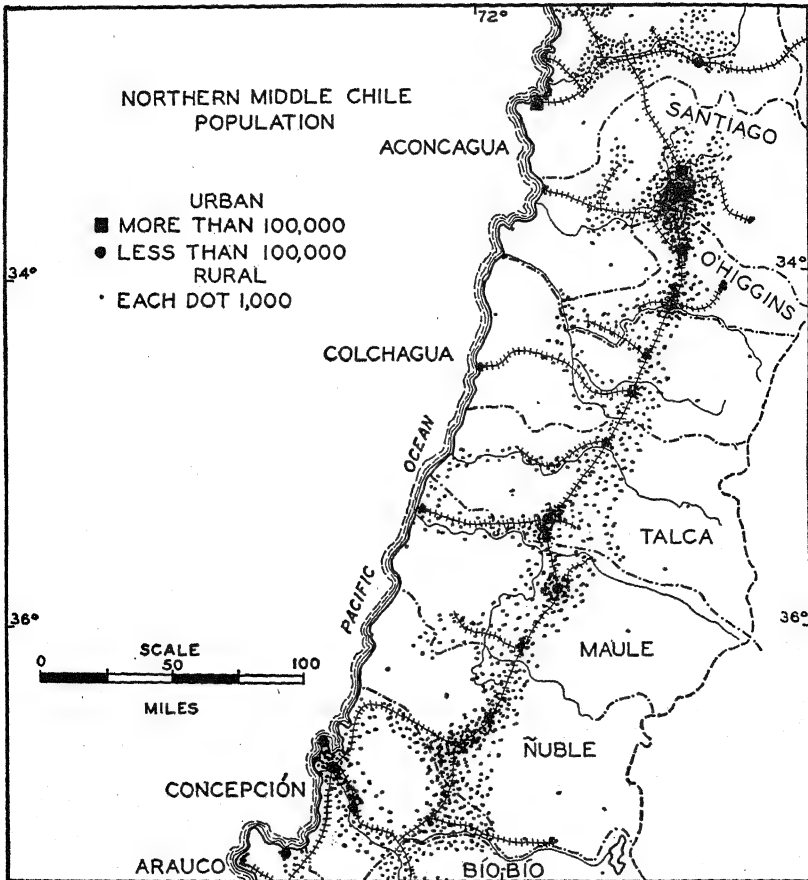 72°
NORTHERN MIDDLE CHILE
POPULATION
SANTIAGO
ACONCAGUA
URBAN
MORE THAN 100,000
LESS THAN 100,000
RURAL
EACH DOT 1,000
34°
34°
O'HIGGINS
COLCHAGUA
OCEAN
TALCA
PACIFIC
36°
36°
SCALE
0 50 100
MILES
MAULE
ÑUBLE
CONCEPCIÓN
ARAUCO
BÍO-BÍO